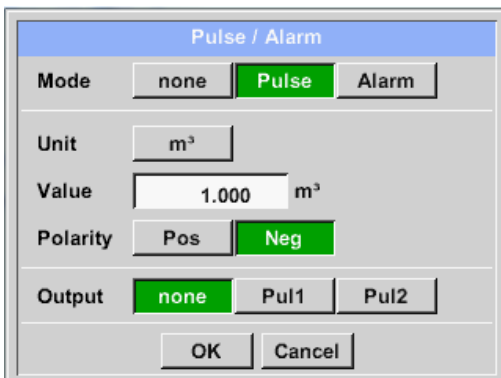 Pulse / Alarm
Mode none Pulse Alarm
Unit m³
Value 1.000 m³
Polarity Pos Neg
Output none Pul1 Pul2
OK Cancel